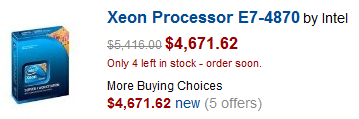 Xeon Processor E7-4870 by Intel
$5,416.00 $4,671.62
Only 4 left in stock - order soon.
More Buying Choices
$4,671.62 new (5 offers)